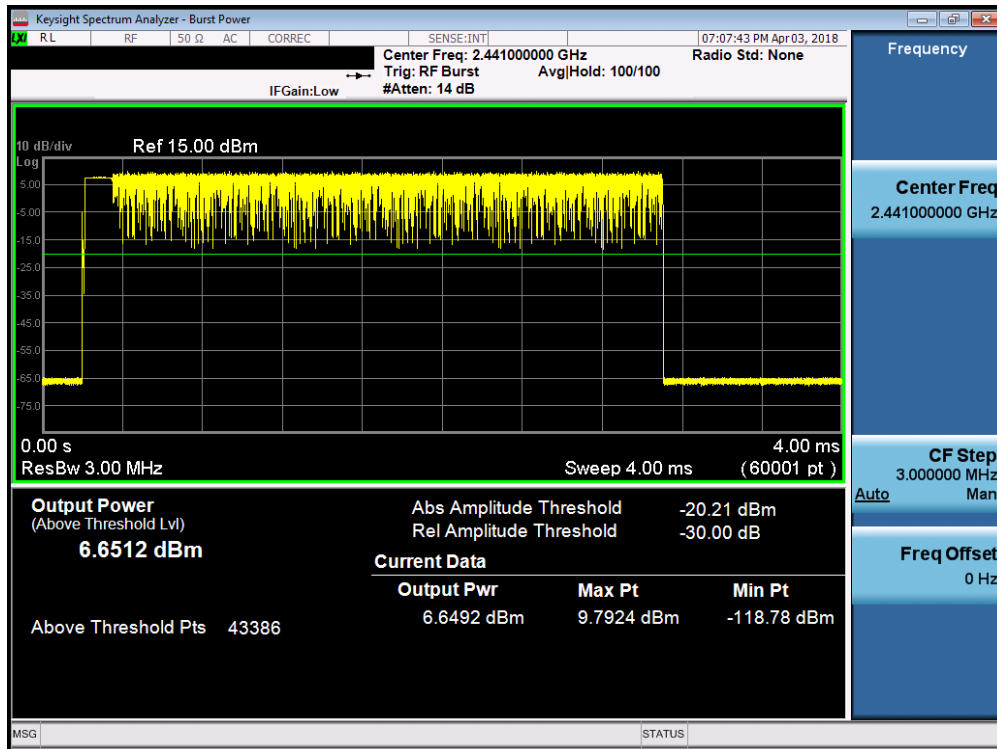 Keysight Spectrum Analyzer - Burst Power
LXI RL RF 50 Ω AC CORREC SENSE:INT 07:07:43 PM Apr 03, 2018
Center Freq: 2.441000000 GHz Radio Std: None
Trig: RF Burst Avg|Hold: 100/100
IFGain:Low #Atten: 14 dB
Frequency
10 dB/div Ref 15.00 dBm
Log
5.00
-5.00
-15.0
-25.0
-35.0
-45.0
-55.0
-65.0
-75.0
0.00 s 4.00 ms
ResBw 3.00 MHz Sweep 4.00 ms (60001 pt)
Center Freq
2.441000000 GHz
CF Step
3.000000 MHz
Auto Man
Freq Offset
0 Hz
Output Power
(Above Threshold Lvl)
6.6512 dBm
Above Threshold Pts 43386
Abs Amplitude Threshold -20.21 dBm
Rel Amplitude Threshold -30.00 dB
Current Data
Output Pwr Max Pt Min Pt
6.6492 dBm 9.7924 dBm -118.78 dBm
MSG STATUS